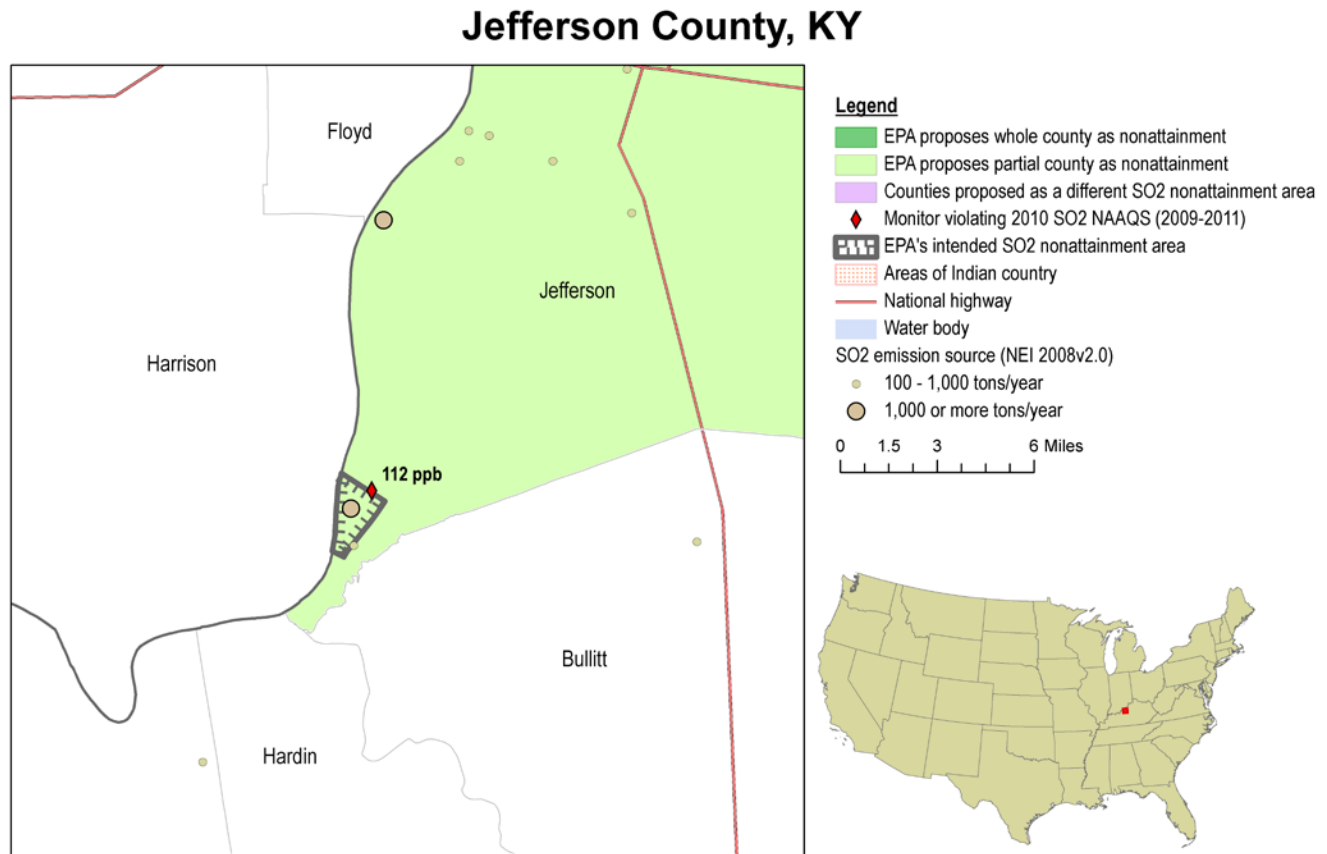 Jefferson County, KY
Floyd
Jefferson
Harrison
112 ppb
Bullitt
Hardin
Legend
EPA proposes whole county as nonattainment
EPA proposes partial county as nonattainment
Counties proposed as a different SO2 nonattainment area
Monitor violating 2010 SO2 NAAQS (2009-2011)
EPA's intended SO2 nonattainment area
Areas of Indian country
National highway
Water body
SO2 emission source (NEI 2008v2.0)
100 - 1,000 tons/year
1,000 or more tons/year
0 1.5 3 6 Miles